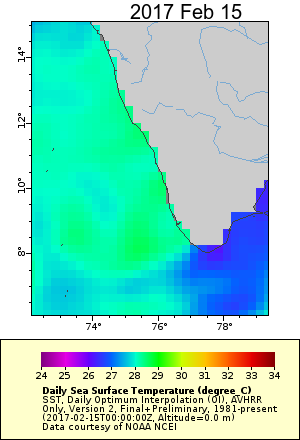 2017 Feb 15
14°
12°
10°
8°
74° 76° 78°
24 25 26 27 28 29 30 31 32 33 34
Daily Sea Surface Temperature (degree_C)
SST, Daily Optimum Interpolation (OI), AVHRR
Only, Version 2, Final+Preliminary, 1981-present
(2017-02-15T00:00:00Z, Altitude=0.0 m)
Data courtesy of NOAA NCEI